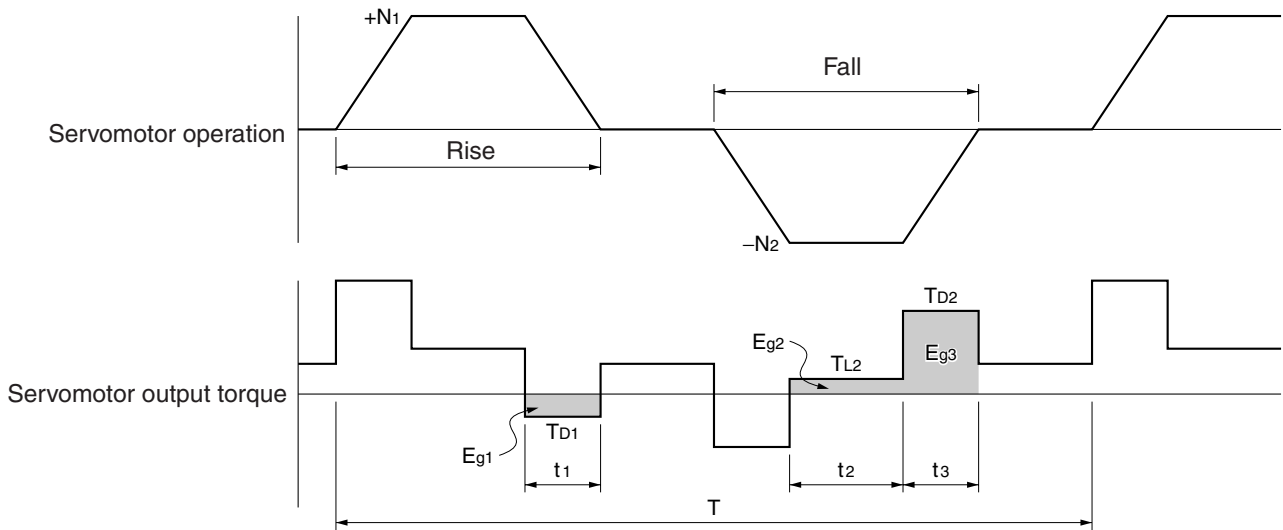 +N1
Fall
Servomotor operation
Rise
–N2
TD2
Eg2
TL2
Eg3
Servomotor output torque
TD1
Eg1
t1
t2
t3
T